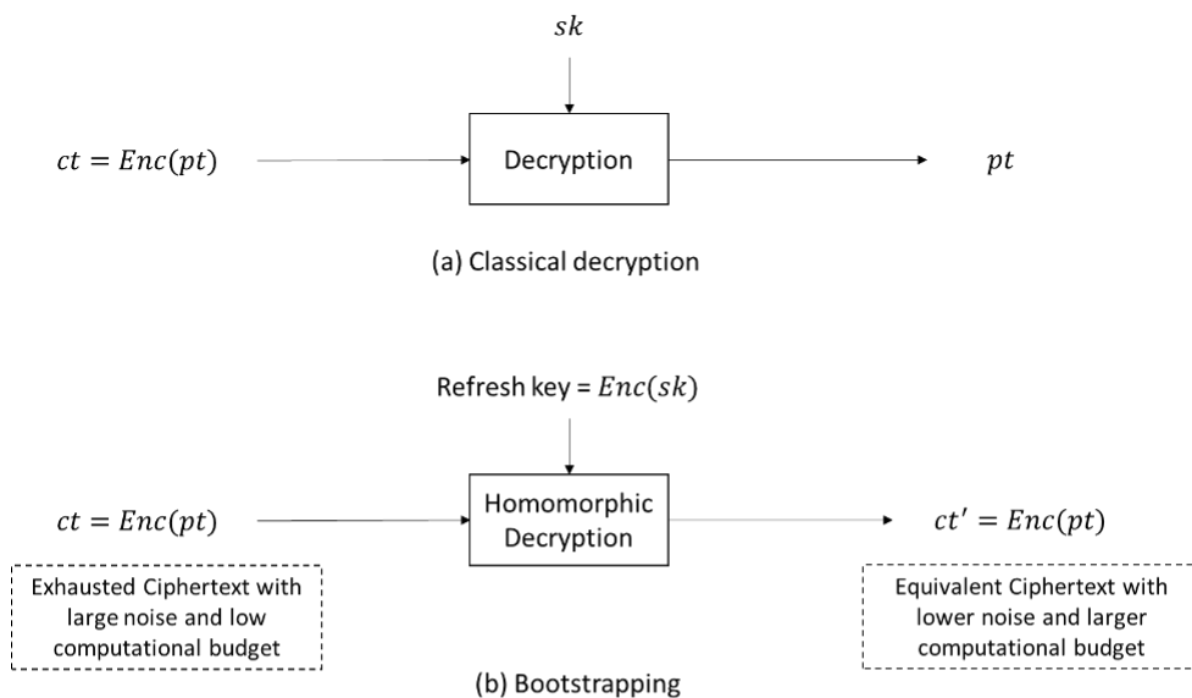 sk
ct = Enc(pt)
Decryption
pt
(a) Classical decryption
Refresh key = Enc(sk)
ct = Enc(pt)
Homomorphic
Decryption
ct′ = Enc(pt)
Exhausted Ciphertext with
large noise and low
computational budget
Equivalent Ciphertext with
lower noise and larger
computational budget
(b) Bootstrapping